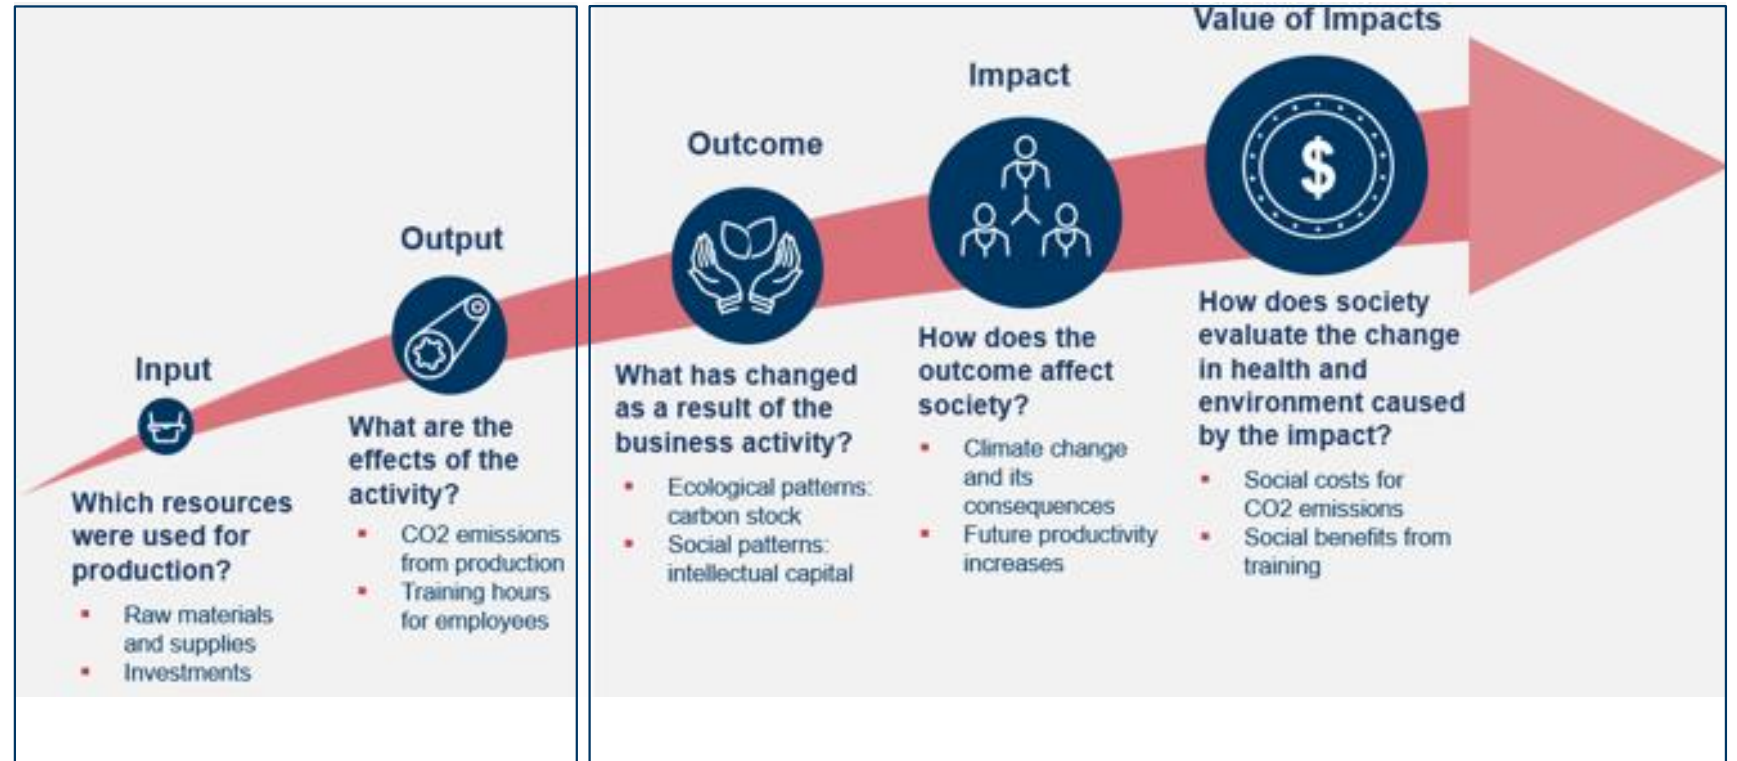 Input
Which resources
were used for
production?
▪ Raw materials
and supplies
▪ Investments
Output
What are the
effects of the
activity?
▪ CO2 emissions
from production
▪ Training hours
for employees
Outcome
What has changed
as a result of the
business activity?
▪ Ecological patterns:
carbon stock
▪ Social patterns:
intellectual capital
Impact
How does the
outcome affect
society?
▪ Climate change
and its
consequences
▪ Future productivity
increases
Value of Impacts
$
How does society
evaluate the change
in health and
environment caused
by the impact?
▪ Social costs for
CO2 emissions
▪ Social benefits from
training